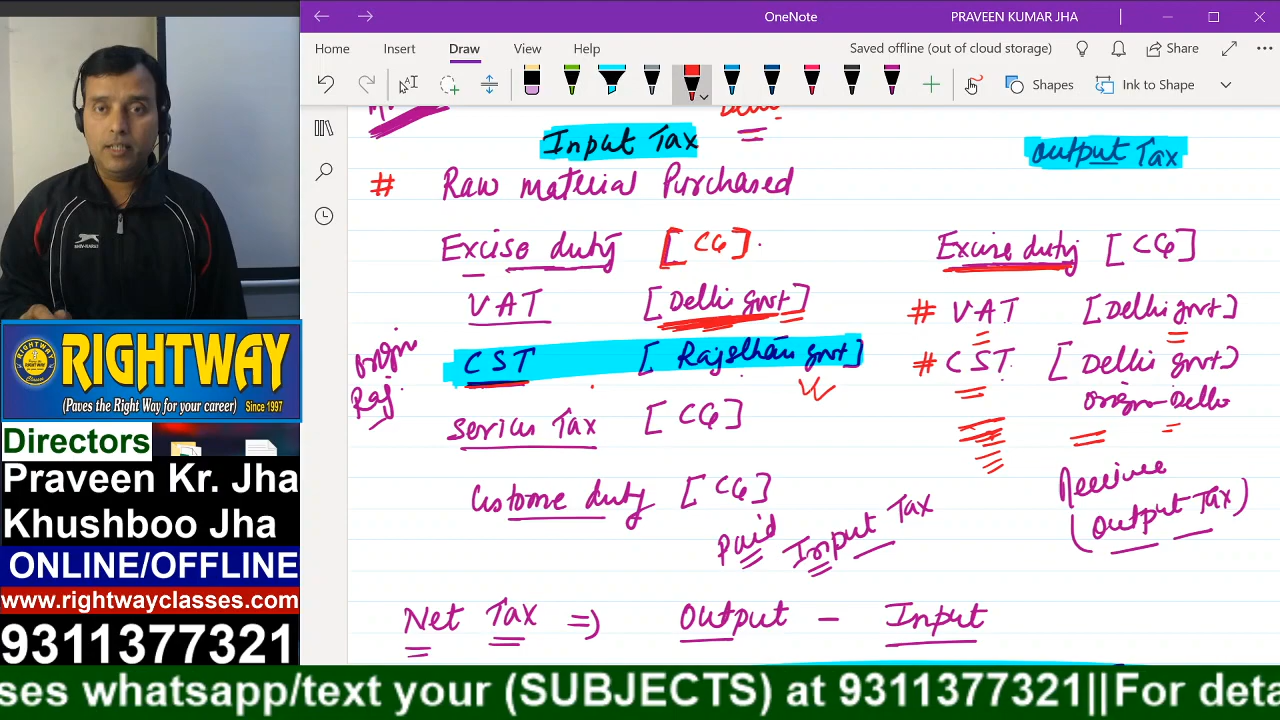 OneNote
PRAVEEN KUMAR JHA
Home Insert Draw View Help
Saved offline (out of cloud storage)
Share
Shapes
Ink to Shape
Input Tax
Output Tax
# Raw material Purchased
Excise duty [CG].
Excise duty [CG]
VAT [Delhi govt]
# VAT [Delhi govt]
origin
Raj
CST [Rajsthan govt]
# CST. [Delhi govt]
origin-Delhi
Service Tax [CG]
Custome duty [CG]
Paid Input Tax
Receive
(Output Tax)
Net Tax => Output - Input
RIGHTWAY
(Paves the Right Way for your career) Since 1997
Directors
Praveen Kr. Jha
Khushboo Jha
ONLINE/OFFLINE
www.rightwayclasses.com
9311377321
ses whatsapp/text your (SUBJECTS) at 9311377321||For deta